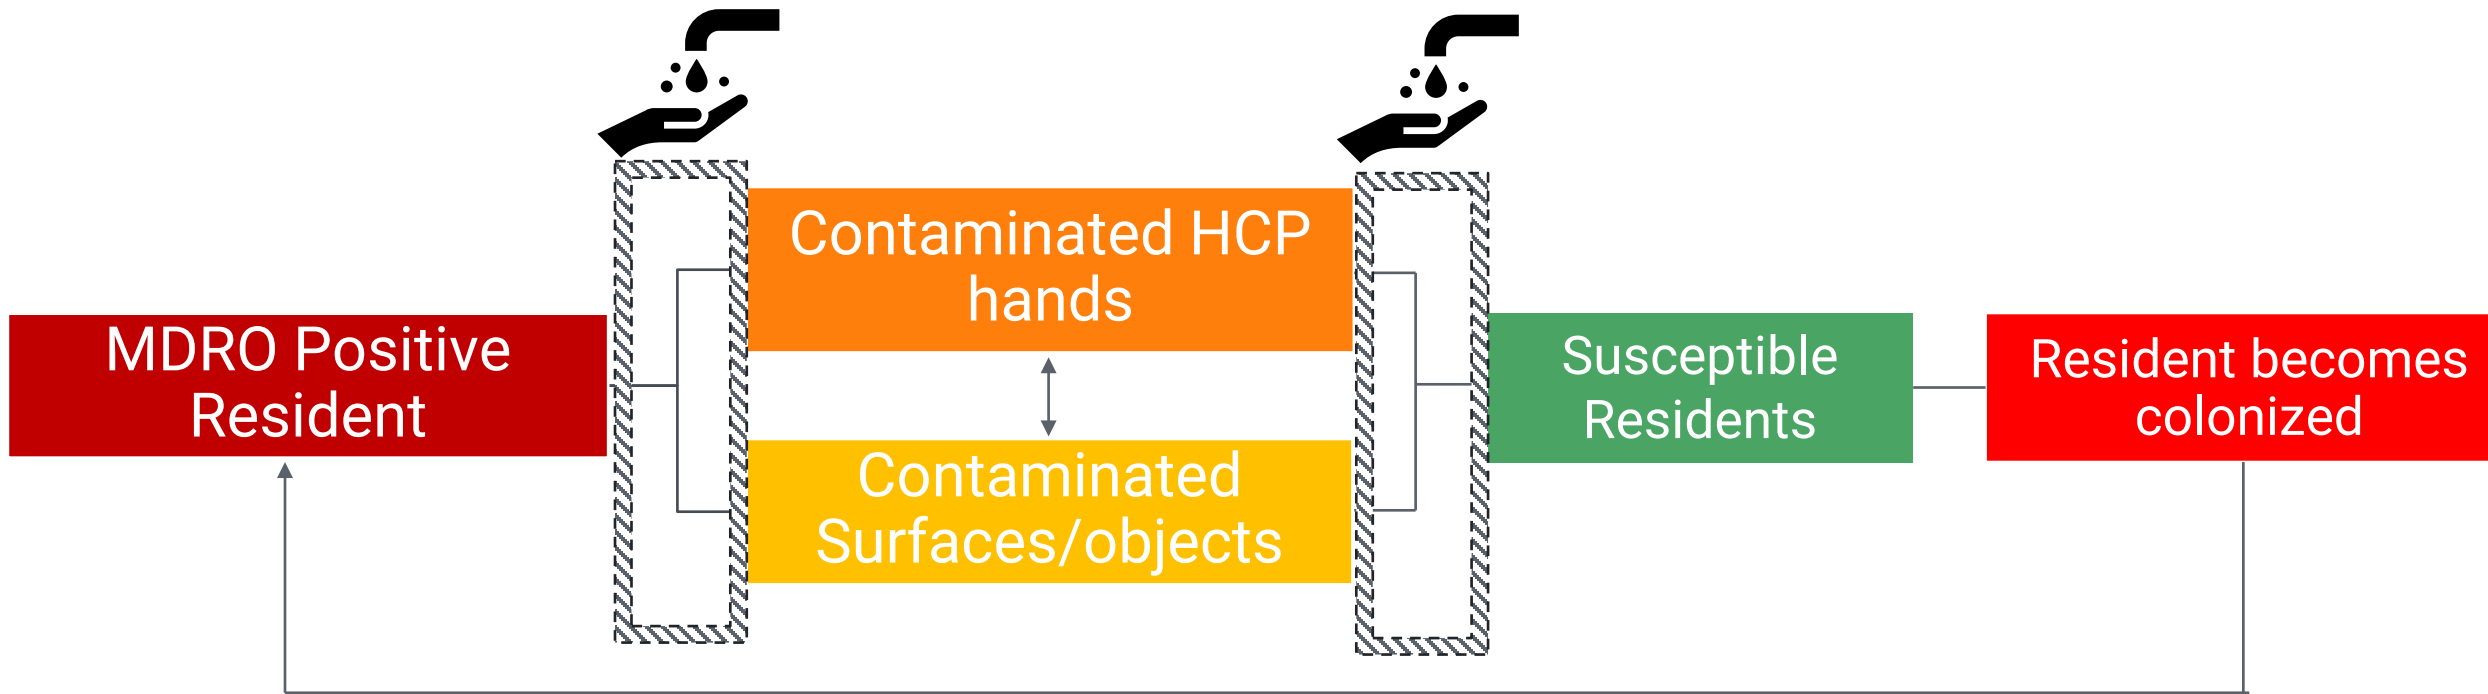 Contaminated HCP
hands
MDRO Positive
Resident
Susceptible
Residents
Resident becomes
colonized
Contaminated
Surfaces/objects